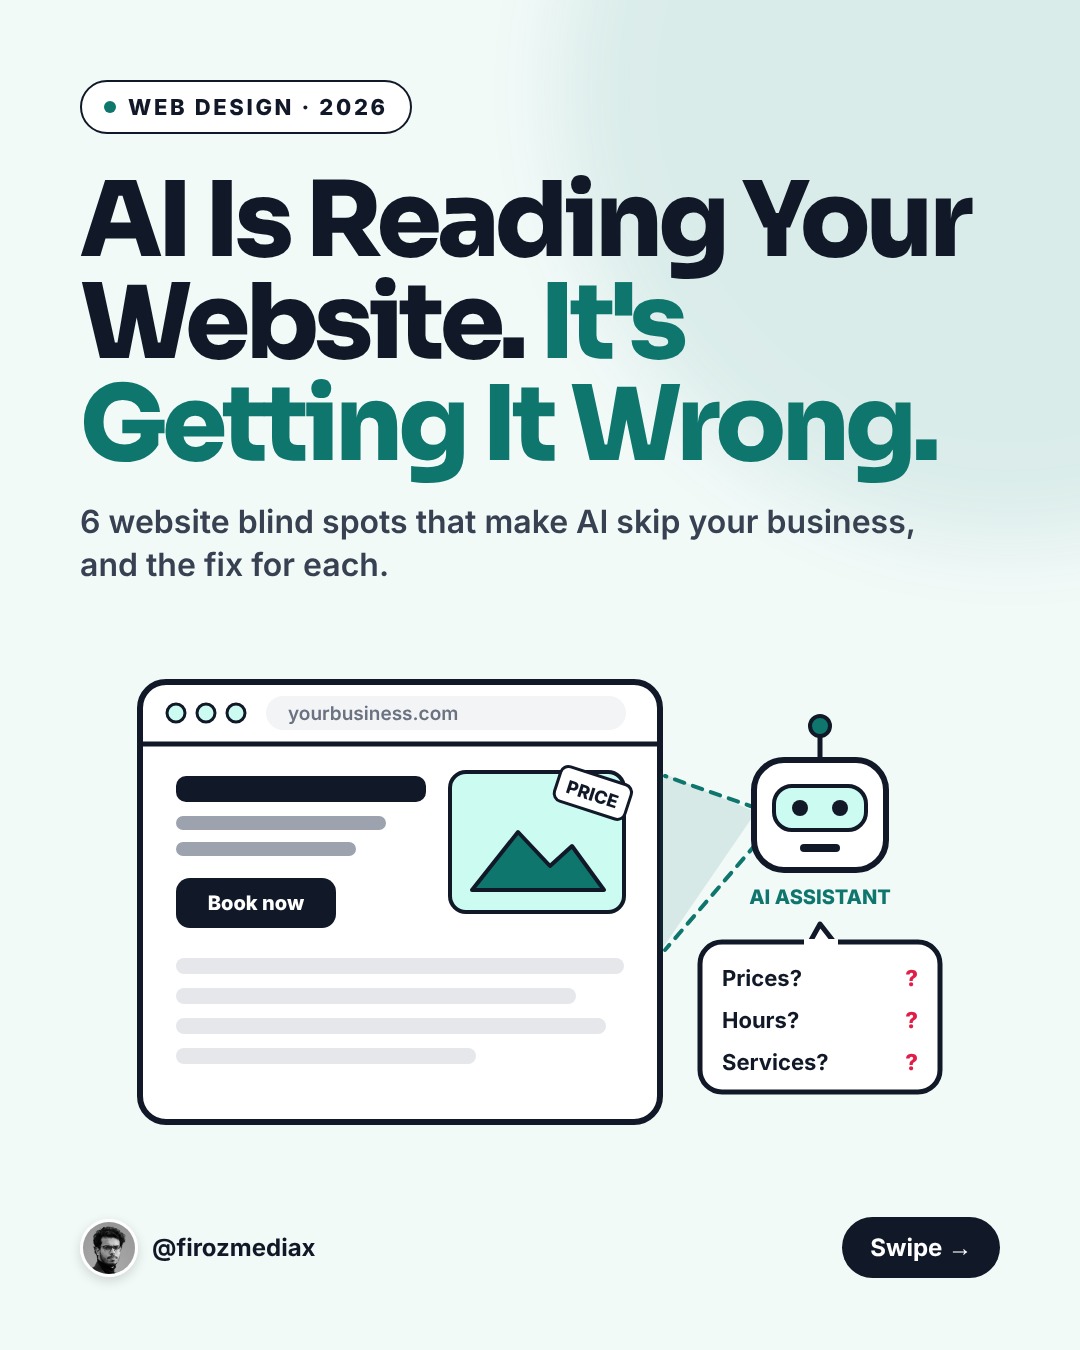 WEB DESIGN · 2026
AI Is Reading Your
Website. It's
Getting It Wrong.
6 website blind spots that make AI skip your business,
and the fix for each.
yourbusiness.com
PRICE
Book now
AI ASSISTANT
Prices? ?
Hours? ?
Services? ?
@firozmediax
Swipe →